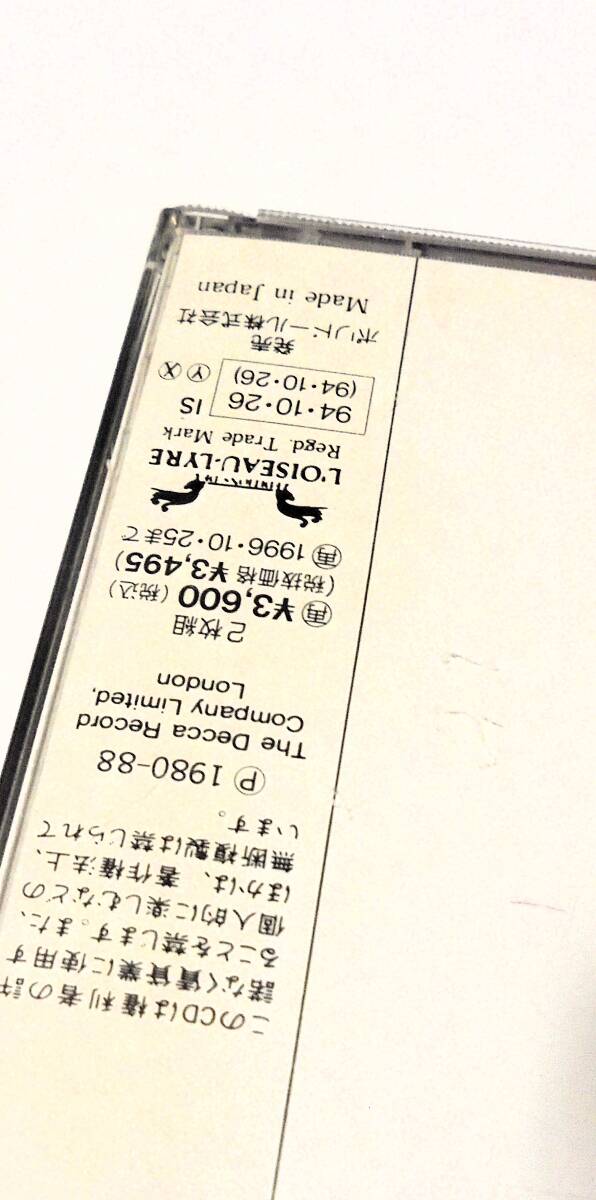 このCDは権利者の許
諾なく賃貸業に使用す
ることを禁じます。また、
個人的に楽しむなどの
ほかは、著作権法上、
無断複製は禁じられて
います。
Ⓟ 1980-88
The Decca Record
Company Limited,
London
2枚組
㊢ ¥3,600 (税込)
(税抜価格 ¥3,495)
1996・10・25まで
L'OISEAU-LYRE
Regd. Trade Mark
94・10・26 IS
(94・10・26) Ⓨ Ⓧ
発売
ポリドール株式会社
Made in Japan